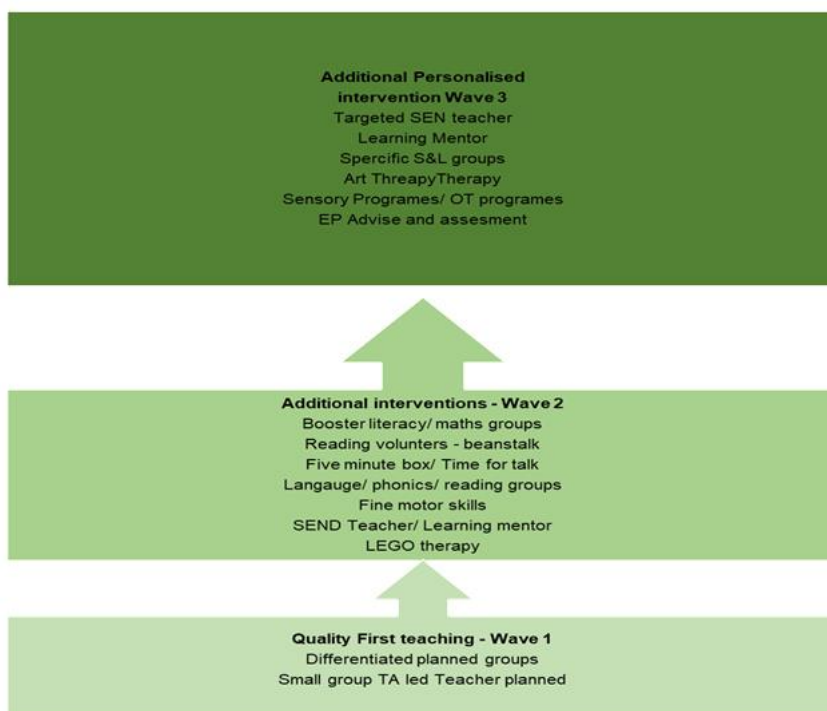 Additional Personalised
intervention Wave 3
Targeted SEN teacher
Learning Mentor
Spercific S&L groups
Art ThreapyTherapy
Sensory Programes/ OT programes
EP Advise and assesment
Additional interventions - Wave 2
Booster literacy/ maths groups
Reading volunters - beanstalk
Five minute box/ Time for talk
Langauge/ phonics/ reading groups
Fine motor skills
SEND Teacher/ Learning mentor
LEGO therapy
Quality First teaching - Wave 1
Differentiated planned groups
Small group TA led Teacher planned